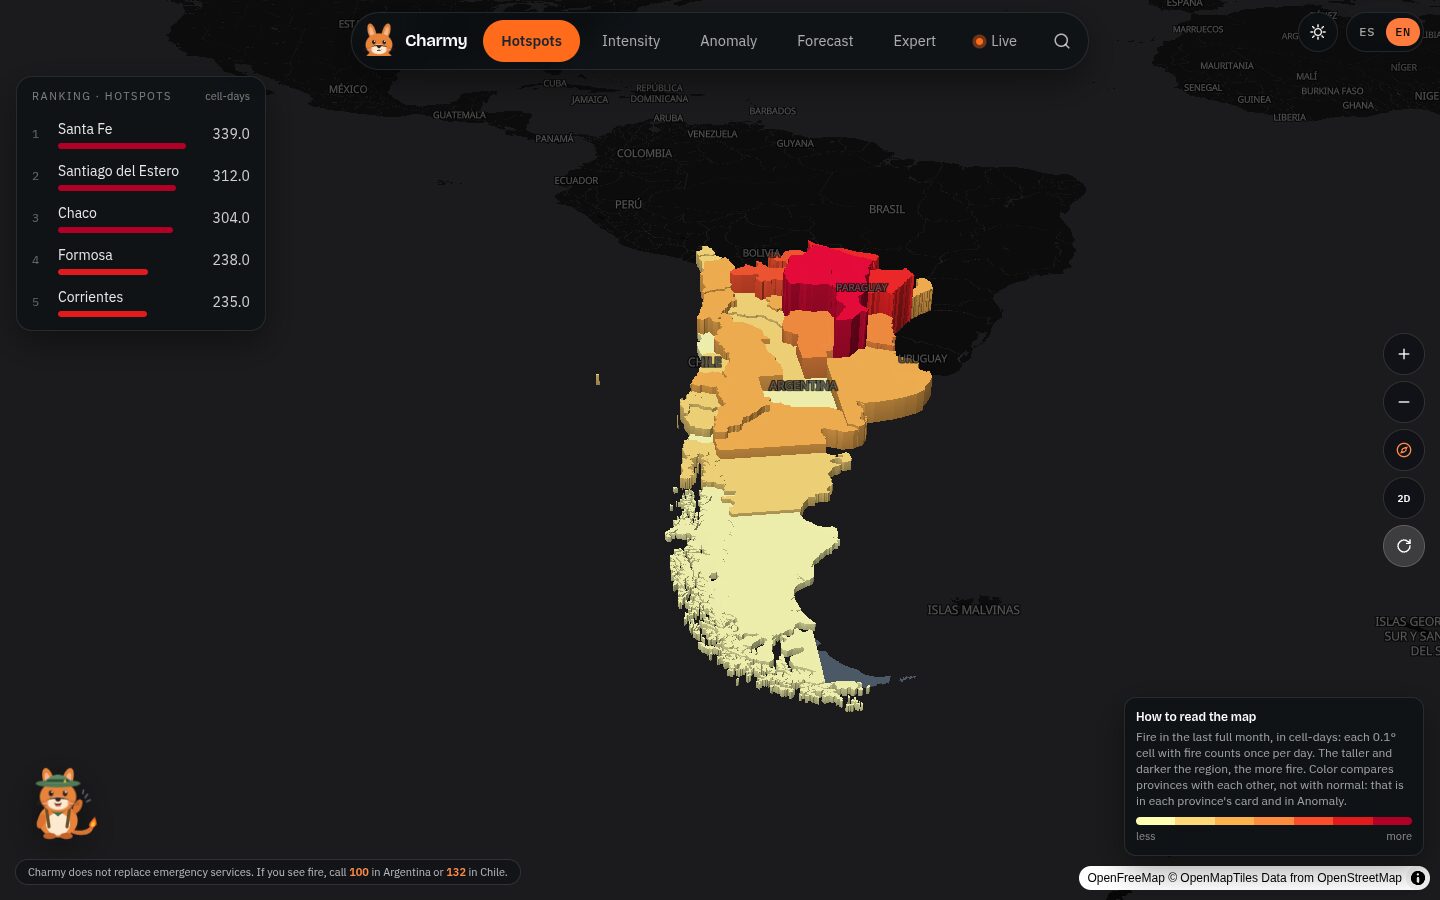 Charmy
Hotspots
Intensity
Anomaly
Forecast
Expert
Live
ES
EN
RANKING · HOTSPOTS
cell-days
1 Santa Fe 339.0
2 Santiago del Estero 312.0
3 Chaco 304.0
4 Formosa 238.0
5 Corrientes 235.0
ESPAÑA
MARRUECOS
MÉXICO
CUBA
JAMAICA
REPÚBLICA
DOMINICANA
GUATEMALA
ARUBA
BARBADOS
PANAMÁ
VENEZUELA
GUYANA
COLOMBIA
ECUADOR
PERÚ
BRASIL
MAURITANIA
MALÍ
NÍGER
SENEGAL
BURKINA FASO
GUINEA
GHANA
LIBERIA
BOLIVIA
PARAGUAY
CHILE
URUGUAY
ARGENTINA
ISLAS MALVINAS
ISLAS GEOR
SUR Y SAN
DEL S
2D
How to read the map
Fire in the last full month, in cell-days: each 0.1°
cell with fire counts once per day. The taller and
darker the region, the more fire. Color compares
provinces with each other, not with normal: that is
in each province's card and in Anomaly.
less
more
Charmy does not replace emergency services. If you see fire, call 100 in Argentina or 132 in Chile.
OpenFreeMap © OpenMapTiles Data from OpenStreetMap